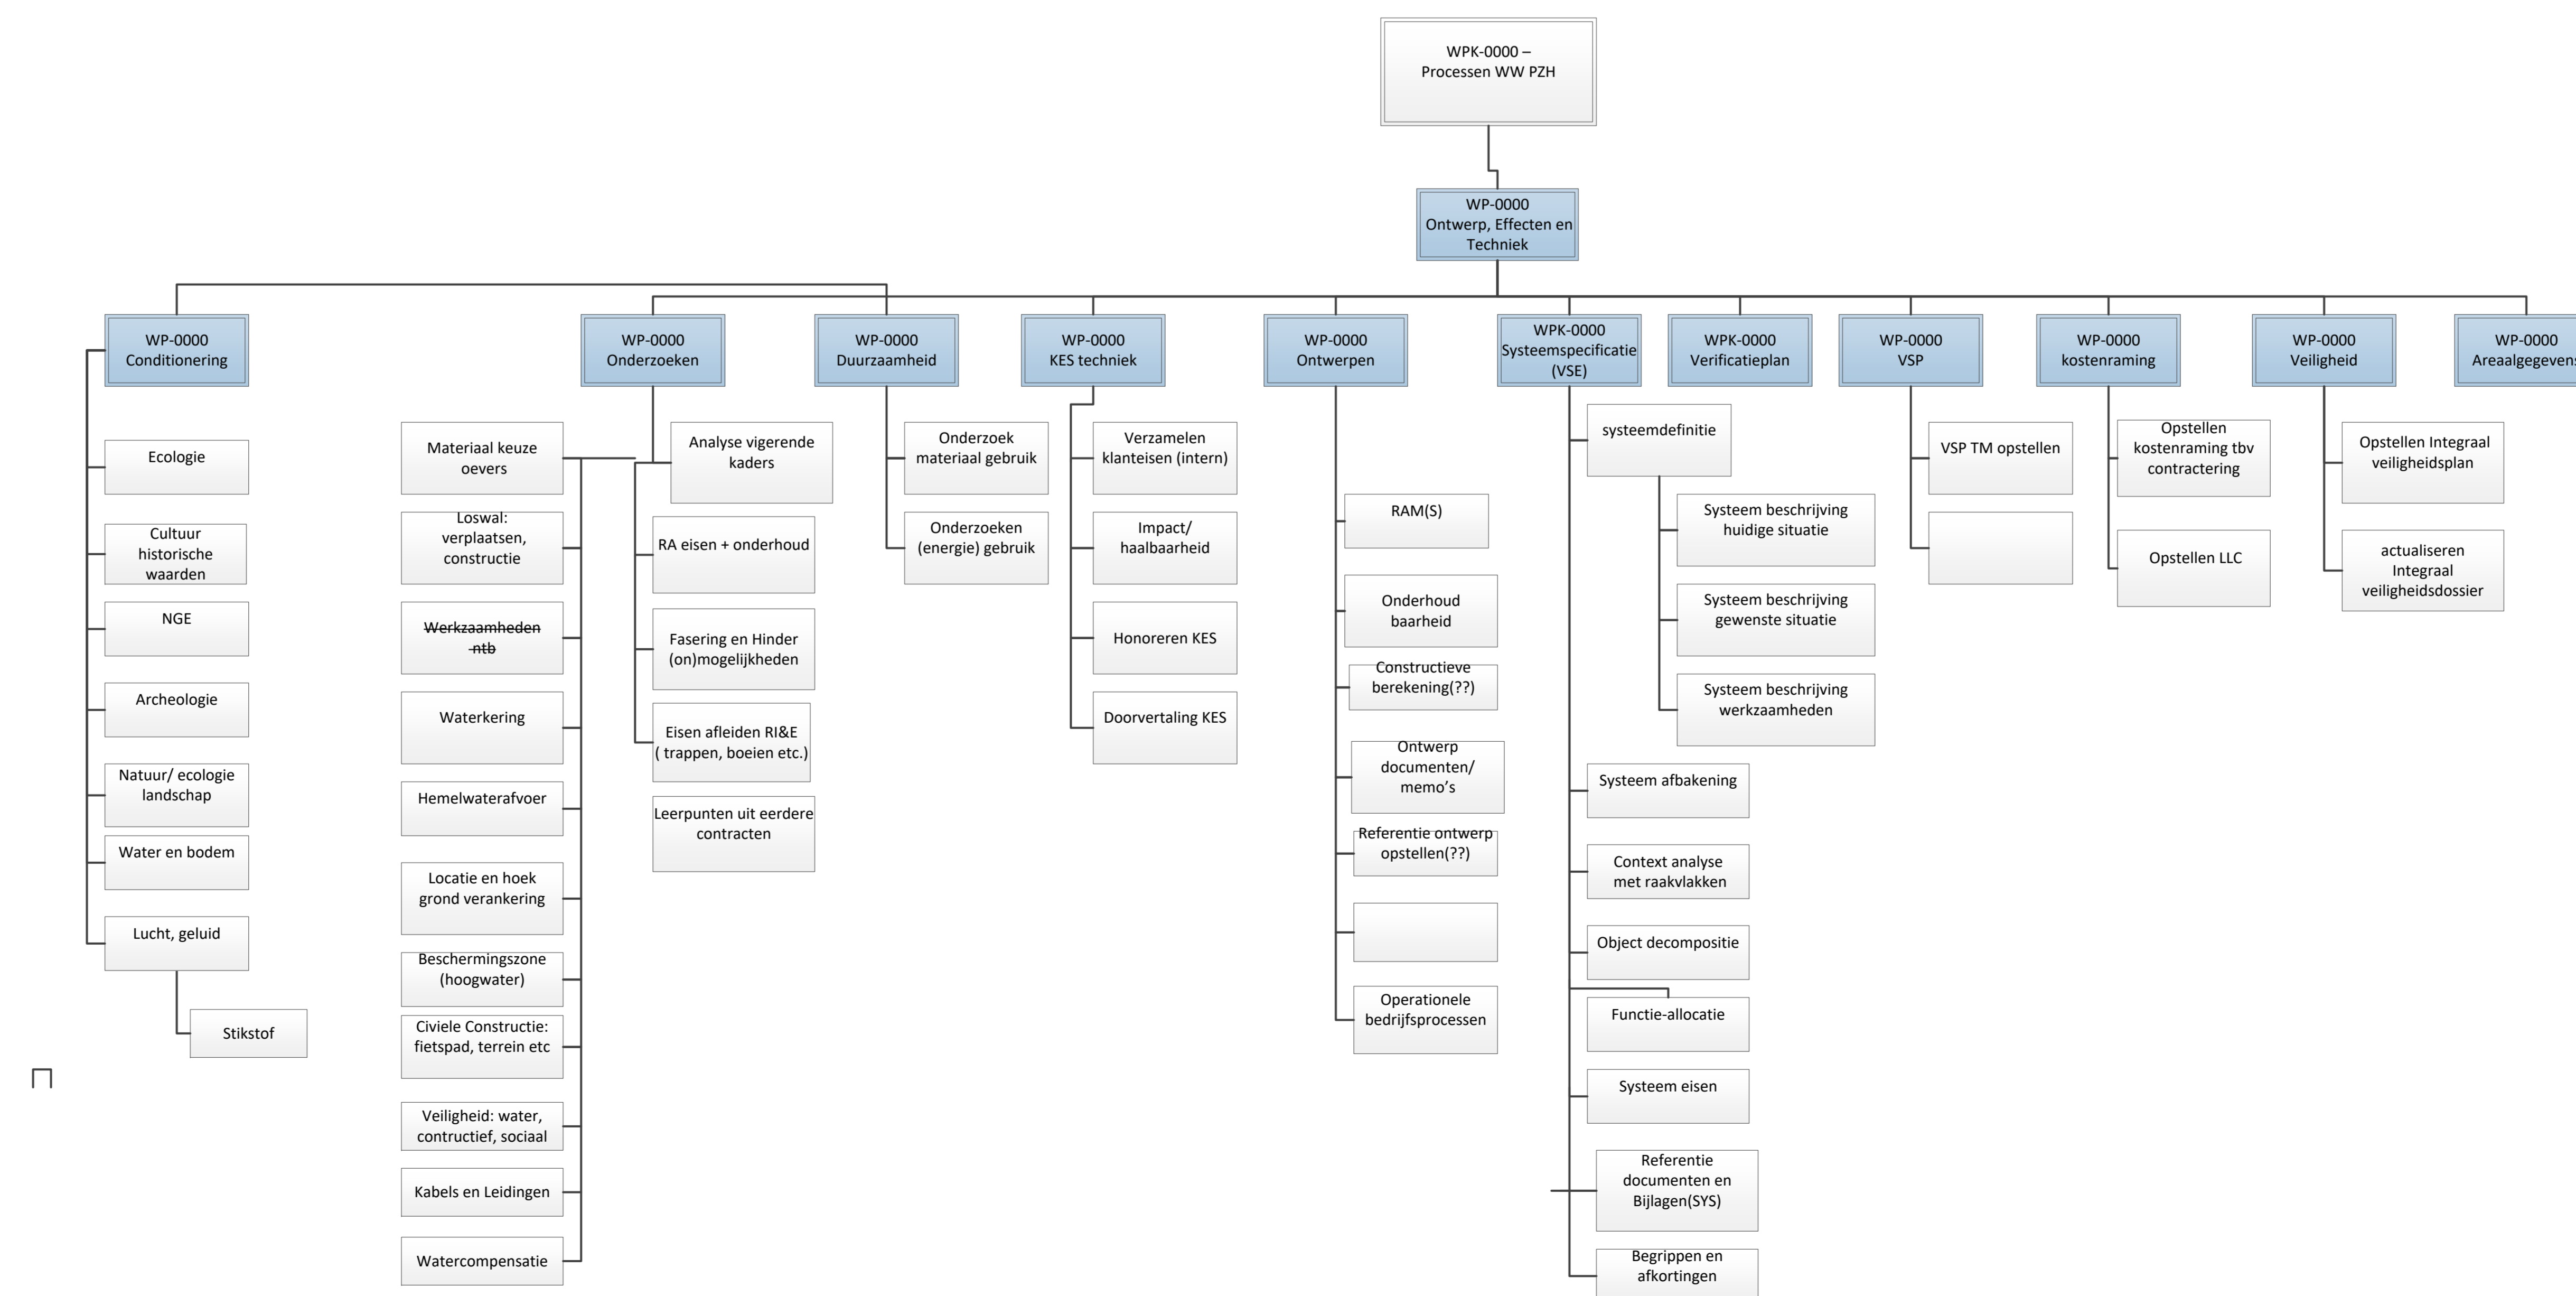 WPK-0000 –
Processen WW PZH
WP-0000
Ontwerp, Effecten en
Techniek
WP-0000
Conditionering
Ecologie
Cultuur
historische
waarden
NGE
Archeologie
Natuur/ ecologie
landschap
Water en bodem
Lucht, geluid
Stikstof
WP-0000
Onderzoeken
Materiaal keuze
oevers
Loswal:
verplaatsen,
constructie
Werkzaamheden
ntb
Waterkering
Hemelwaterafvoer
Locatie en hoek
grond verankering
Beschermingszone
(hoogwater)
Civiele Constructie:
fietspad, terrein etc
Veiligheid: water,
contructief, sociaal
Kabels en Leidingen
Watercompensatie
Analyse vigerende
kaders
RA eisen + onderhoud
Fasering en Hinder
(on)mogelijkheden
Eisen afleiden RI&E
( trappen, boeien etc.)
Leerpunten uit eerdere
contracten
WP-0000
Duurzaamheid
Onderzoek
materiaal gebruik
Onderzoeken
(energie) gebruik
WP-0000
KES techniek
Verzamelen
klanteisen (intern)
Impact/
haalbaarheid
Honoreren KES
Doorvertaling KES
WP-0000
Ontwerpen
RAM(S)
Onderhoud
baarheid
Constructieve
berekening(??)
Ontwerp
documenten/
memo’s
Referentie ontwerp
opstellen(??)
Operationele
bedrijfsprocessen
WPK-0000
Systeemspecificatie
(VSE)
systeemdefinitie
Systeem beschrijving
huidige situatie
Systeem beschrijving
gewenste situatie
Systeem beschrijving
werkzaamheden
Systeem afbakening
Context analyse
met raakvlakken
Object decompositie
Functie-allocatie
Systeem eisen
Referentie
documenten en
Bijlagen(SYS)
Begrippen en
afkortingen
WPK-0000
Verificatieplan
WP-0000
VSP
VSP TM opstellen
WP-0000
kostenraming
Opstellen
kostenraming tbv
contractering
Opstellen LLC
WP-0000
Veiligheid
Opstellen Integraal
veiligheidsplan
actualiseren
Integraal
veiligheidsdossier
WP-0000
Areaalgegevens